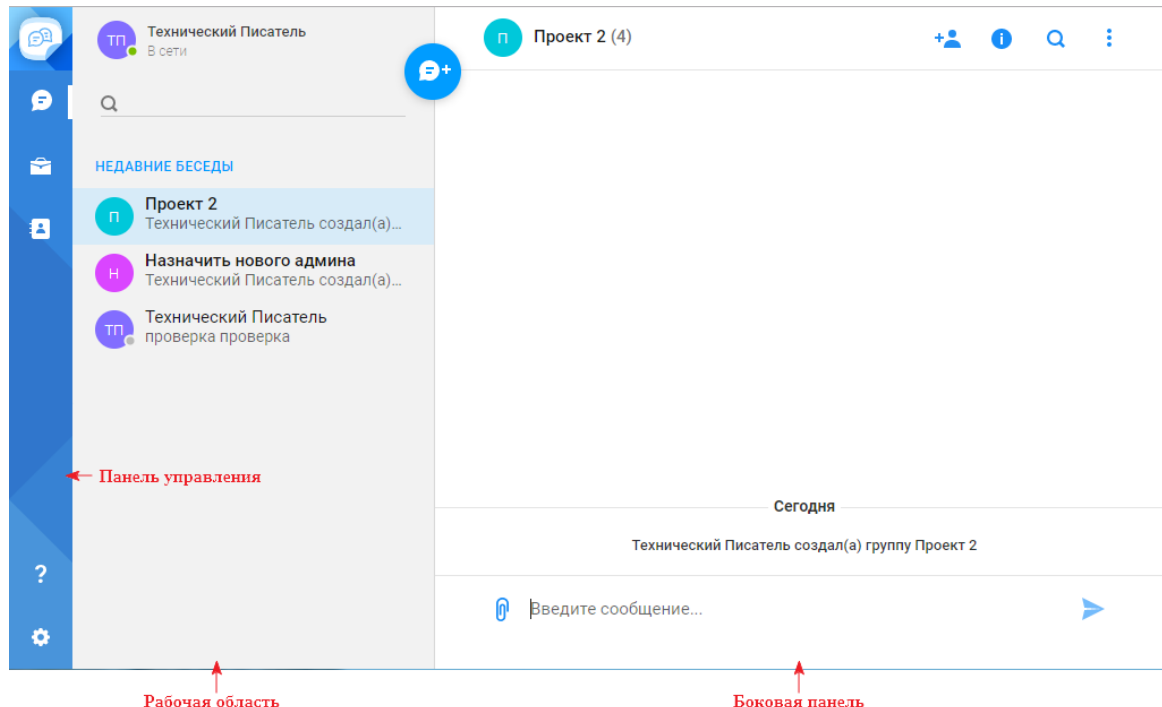 ТП
Технический Писатель
В сети
НЕДАВНИЕ БЕСЕДЫ
П
Проект 2
Технический Писатель создал(а)...
Н
Назначить нового админа
Технический Писатель создал(а)...
ТП
Технический Писатель
проверка проверка
Панель управления
?
П
Проект 2 (4)
Сегодня
Технический Писатель создал(а) группу Проект 2
Введите сообщение...
Рабочая область
Боковая панель